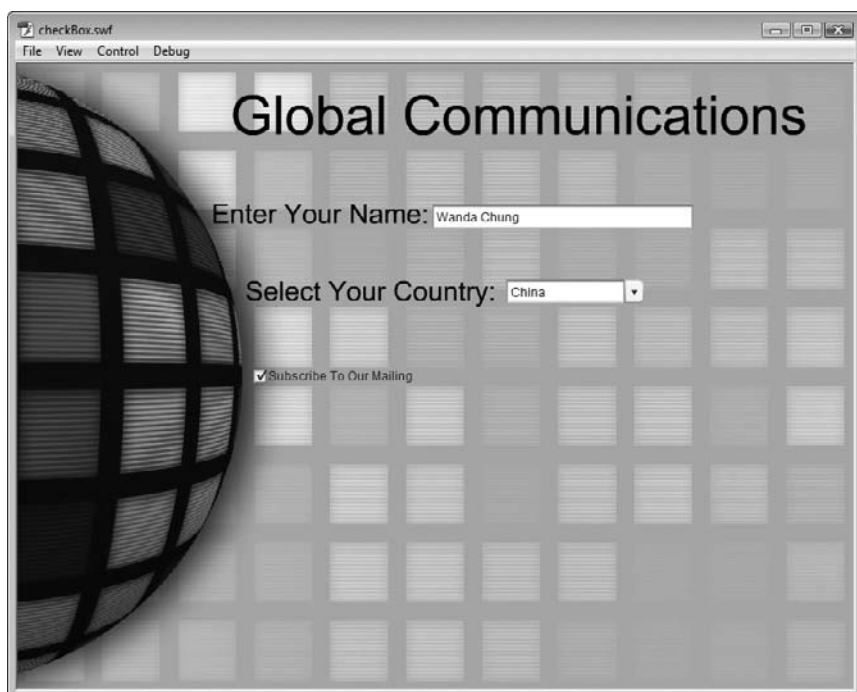 checkBox.swf
File View Control Debug
Global Communications
Enter Your Name: Wanda Chung
Select Your Country: China
Subscribe To Our Mailing